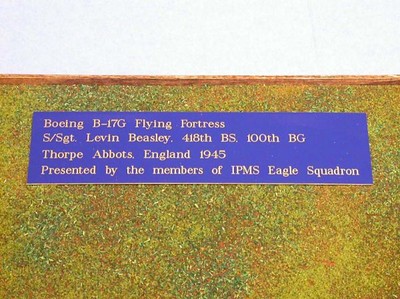 Boeing B-17G Flying Fortress
S/Sgt. Levin Beasley, 418th BS, 100th BG
Thorpe Abbots, England 1945
Presented by the members of IPMS Eagle Squadron